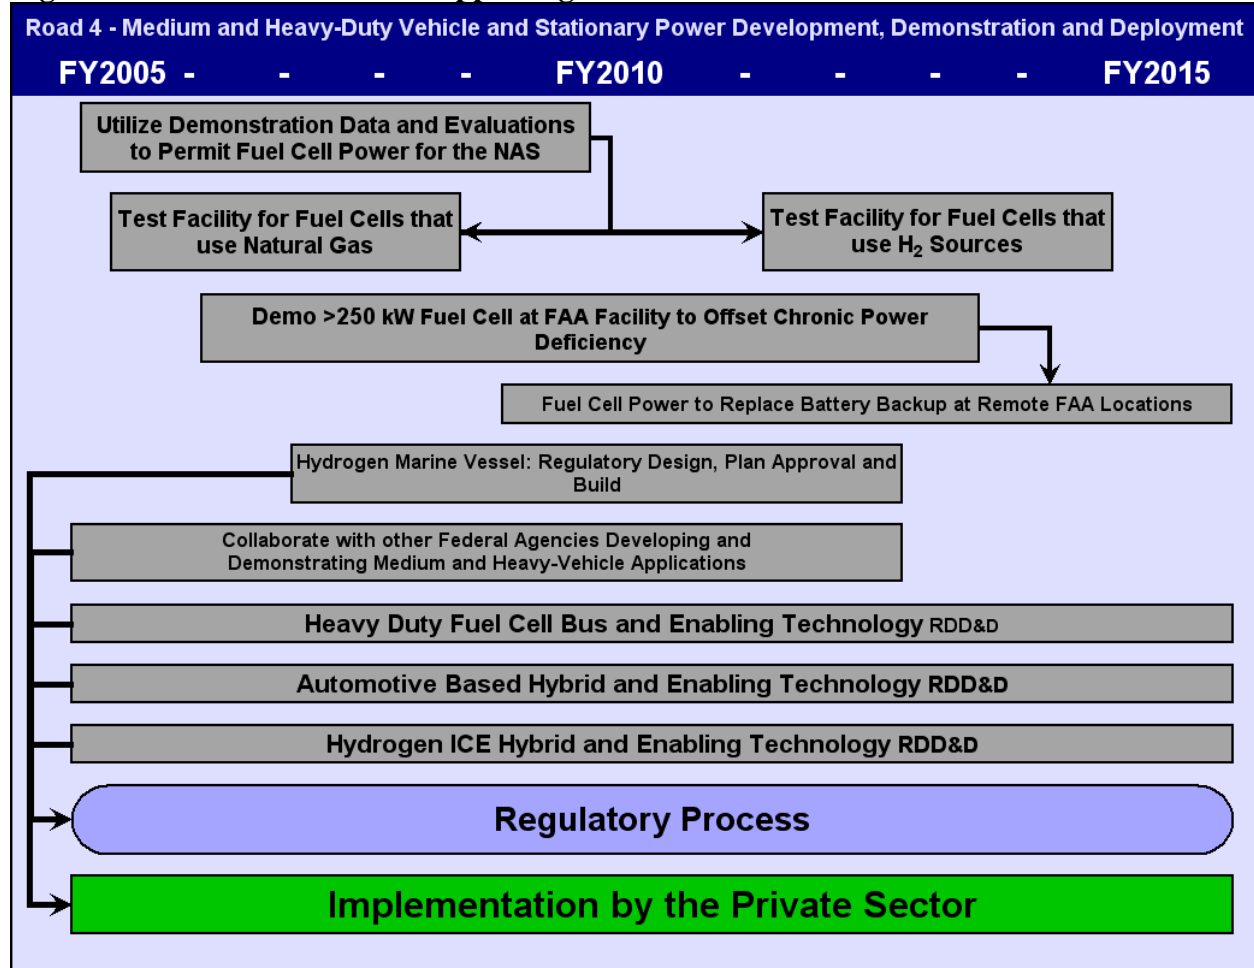 Road 4 - Medium and Heavy-Duty Vehicle and Stationary Power Development, Demonstration and Deployment
FY2005 - - - - FY2010 - - - - FY2015
Utilize Demonstration Data and Evaluations
to Permit Fuel Cell Power for the NAS
Test Facility for Fuel Cells that
use Natural Gas
Test Facility for Fuel Cells that
use H₂ Sources
Demo >250 kW Fuel Cell at FAA Facility to Offset Chronic Power
Deficiency
Fuel Cell Power to Replace Battery Backup at Remote FAA Locations
Hydrogen Marine Vessel: Regulatory Design, Plan Approval and
Build
Collaborate with other Federal Agencies Developing and
Demonstrating Medium and Heavy-Vehicle Applications
Heavy Duty Fuel Cell Bus and Enabling Technology RDD&D
Automotive Based Hybrid and Enabling Technology RDD&D
Hydrogen ICE Hybrid and Enabling Technology RDD&D
Regulatory Process
Implementation by the Private Sector